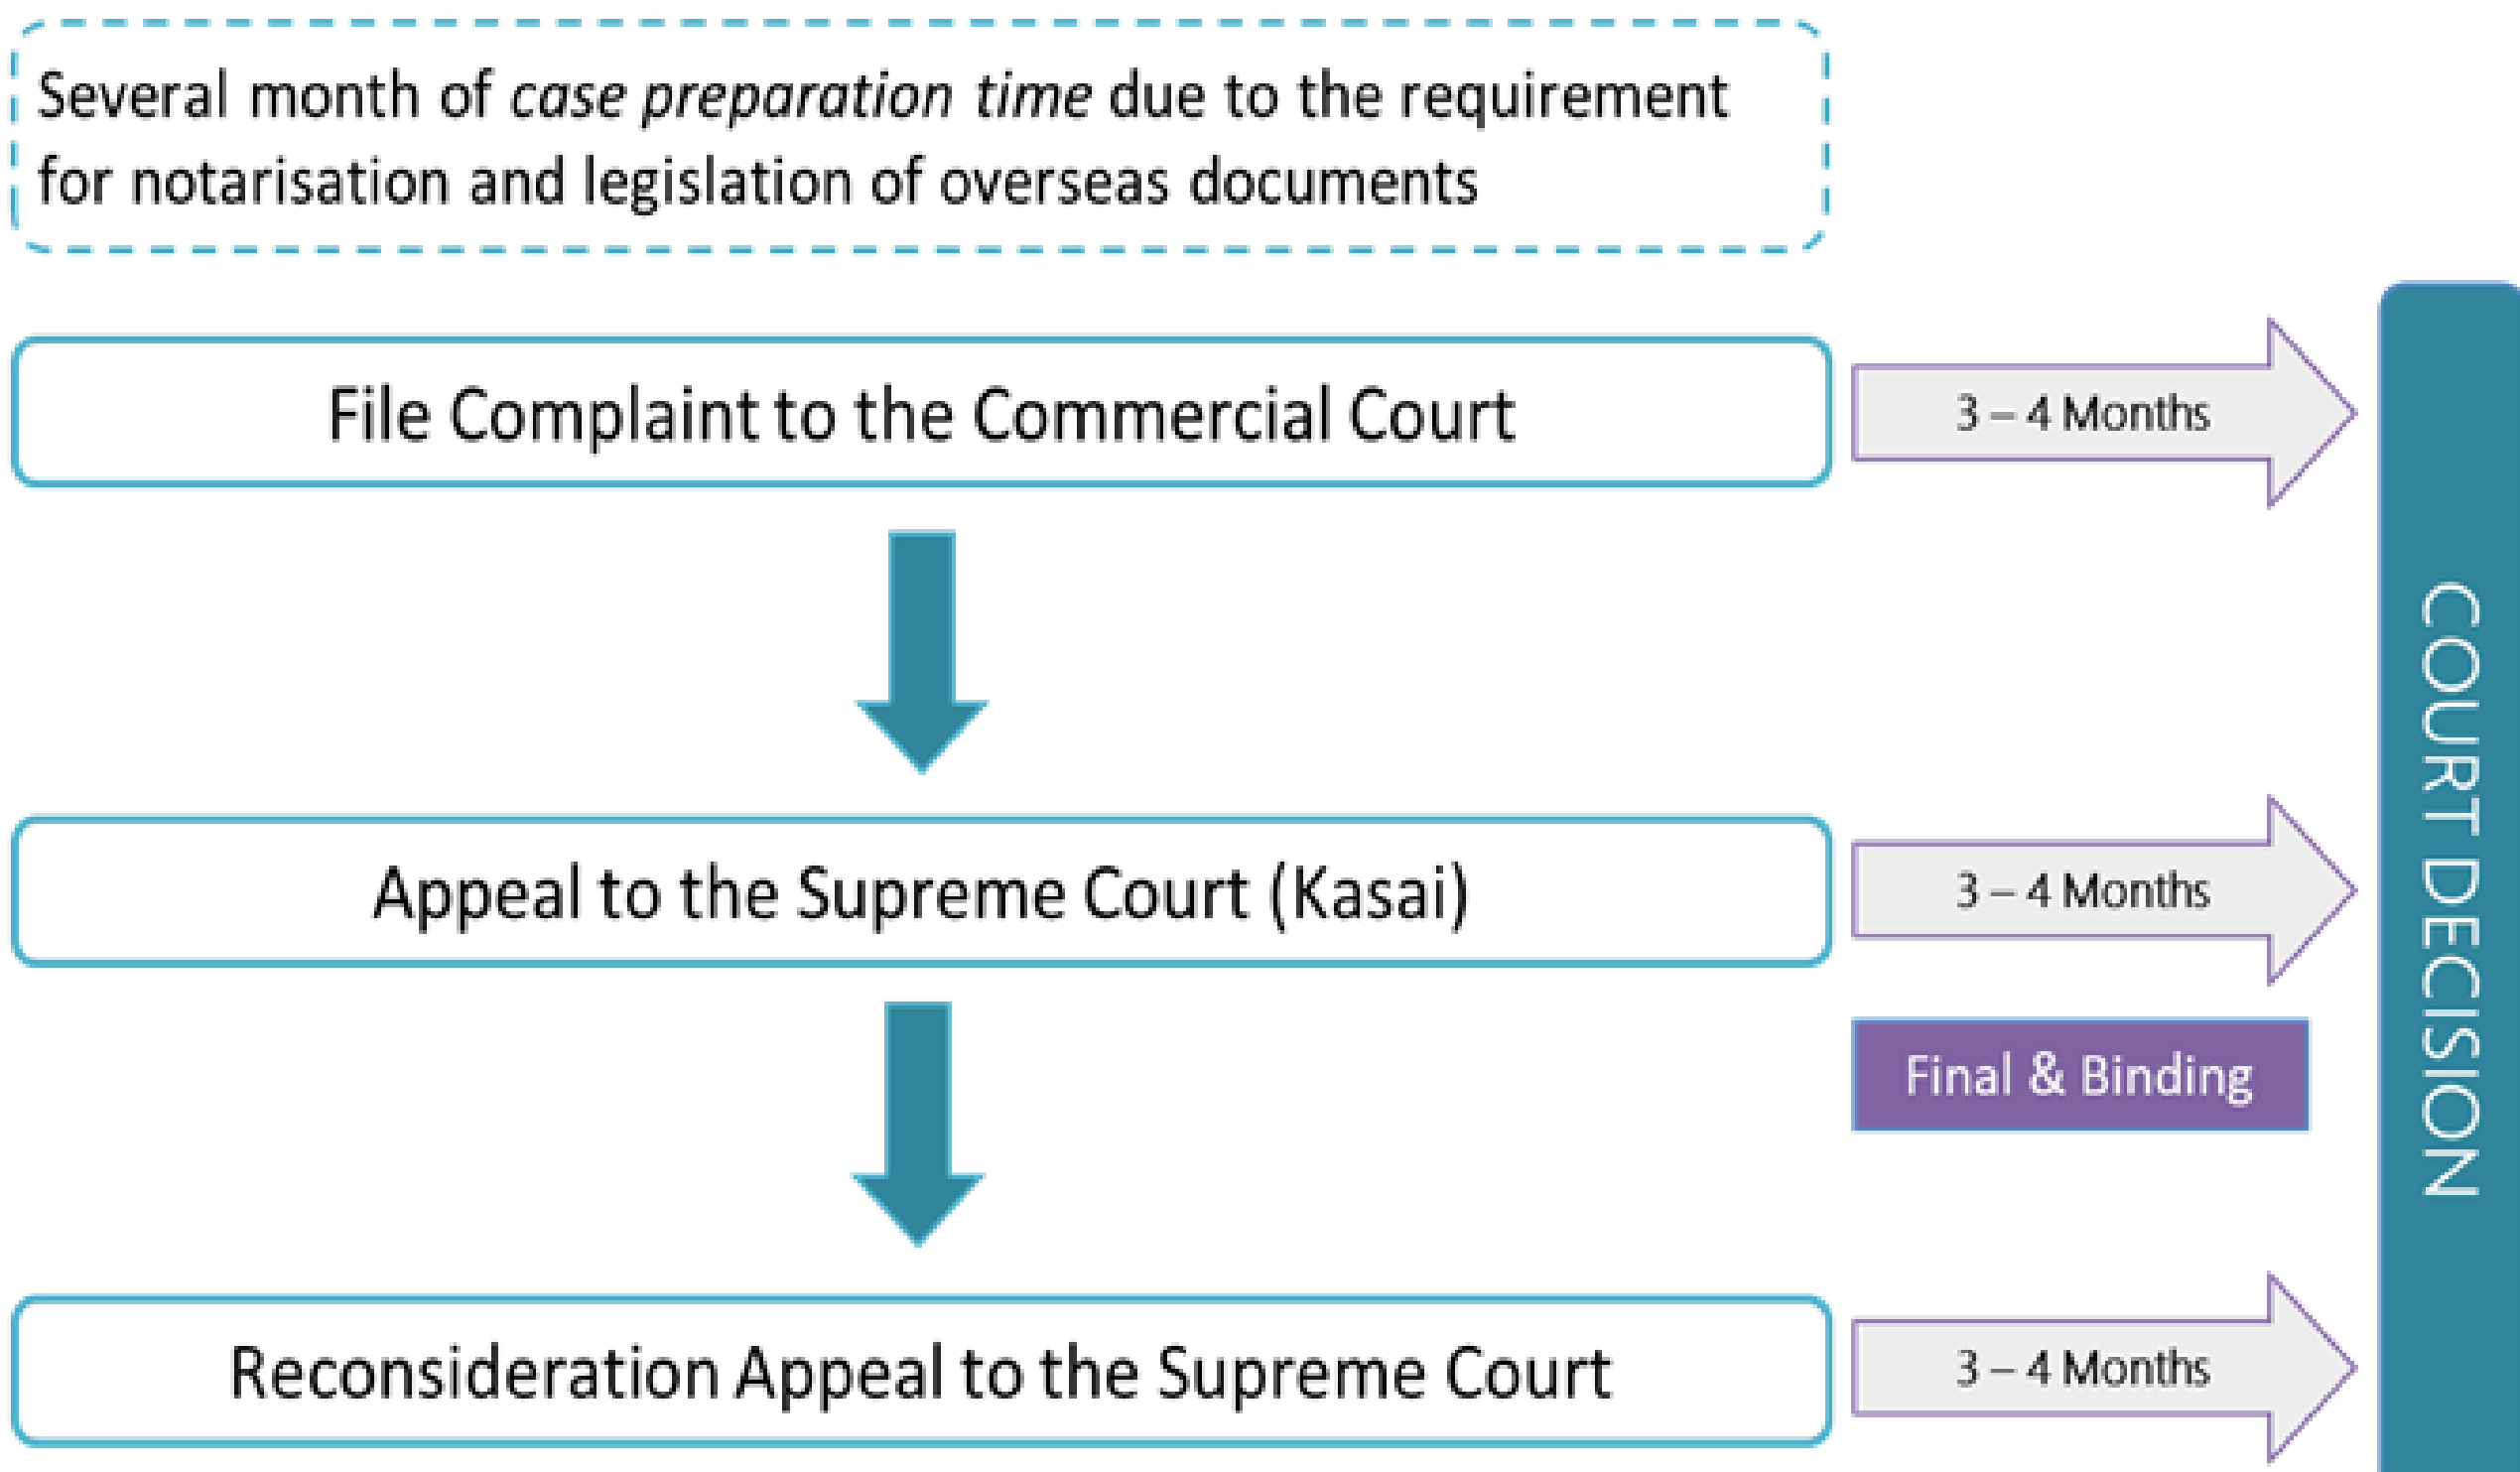 Several month of case preparation time due to the requirement
for notarisation and legislation of overseas documents
File Complaint to the Commercial Court
3 – 4 Months
Appeal to the Supreme Court (Kasai)
3 – 4 Months
Final & Binding
Reconsideration Appeal to the Supreme Court
3 – 4 Months
COURT DECISION